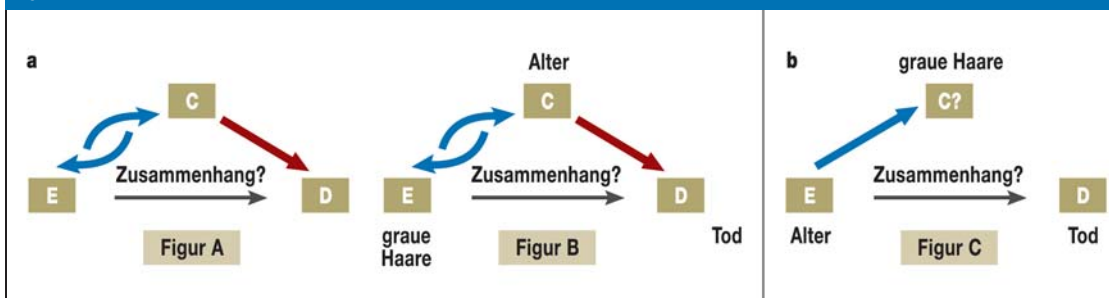 a
C
Zusammenhang?
E
D
Figur A
Alter
C
Zusammenhang?
E
D
graue
Haare
Figur B
Tod
b
graue Haare
C?
Zusammenhang?
E
D
Alter
Figur C
Tod